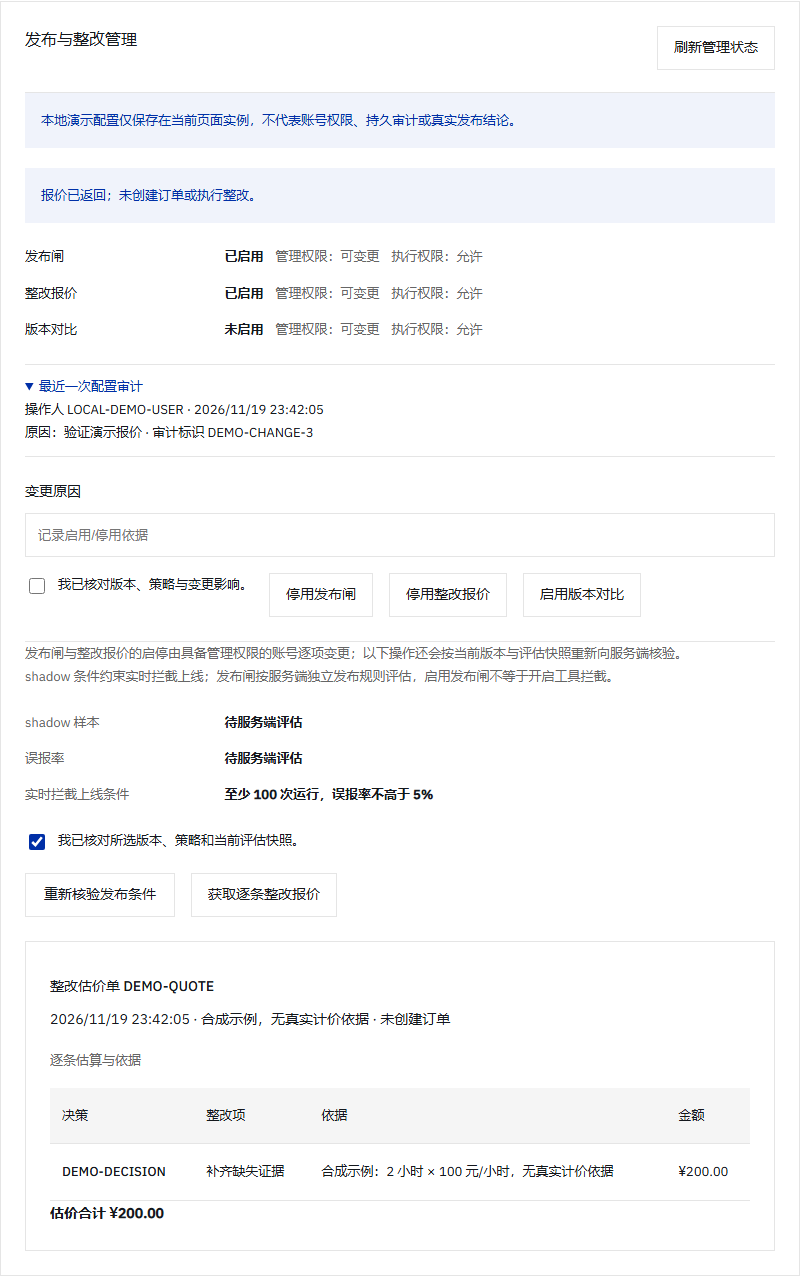 发布与整改管理
刷新管理状态
本地演示配置仅保存在当前页面实例，不代表账号权限、持久审计或真实发布结论。
报价已返回；未创建订单或执行整改。
发布闸 已启用 管理权限：可变更 执行权限：允许
整改报价 已启用 管理权限：可变更 执行权限：允许
版本对比 未启用 管理权限：可变更 执行权限：允许
▼ 最近一次配置审计
操作人 LOCAL-DEMO-USER · 2026/11/19 23:42:05
原因：验证演示报价 · 审计标识 DEMO-CHANGE-3
变更原因
记录启用/停用依据
我已核对版本、策略与变更影响。 停用发布闸 停用整改报价 启用版本对比
发布闸与整改报价的启停由具备管理权限的账号逐项变更；以下操作还会按当前版本与评估快照重新向服务端核验。
shadow 条件约束实时拦截上线；发布闸按服务端独立发布规则评估，启用发布闸不等于开启工具拦截。
shadow 样本 待服务端评估
误报率 待服务端评估
实时拦截上线条件 至少 100 次运行，误报率不高于 5%
我已核对所选版本、策略和当前评估快照。
重新核验发布条件 获取逐条整改报价
整改估价单 DEMO-QUOTE
2026/11/19 23:42:05 · 合成示例，无真实计价依据 · 未创建订单
逐条估算与依据
决策 整改项 依据 金额
DEMO-DECISION 补齐缺失证据 合成示例：2 小时 × 100 元/小时，无真实计价依据 ¥200.00
估价合计 ¥200.00